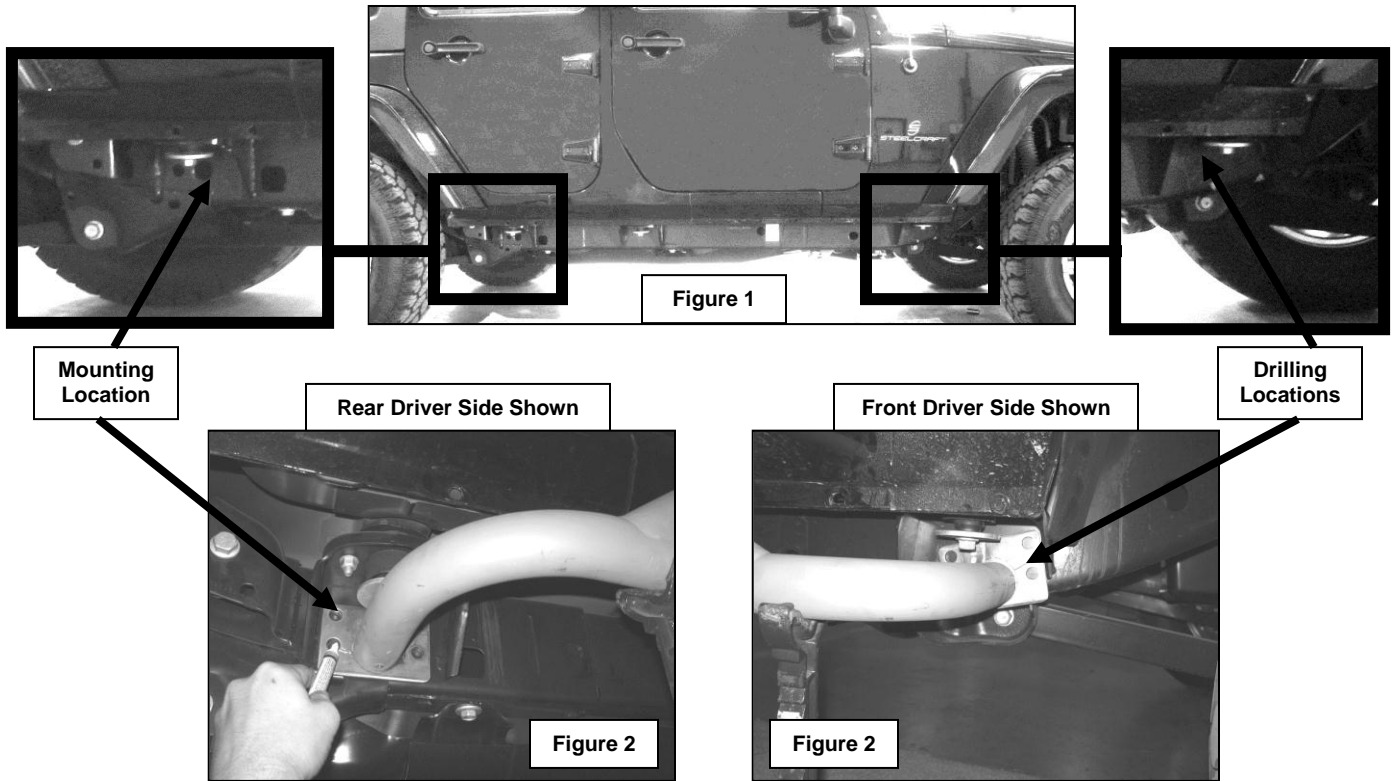 STEELCRAFT
Figure 1
Mounting
Location
Drilling
Locations
Rear Driver Side Shown
Front Driver Side Shown
Figure 2
Figure 2